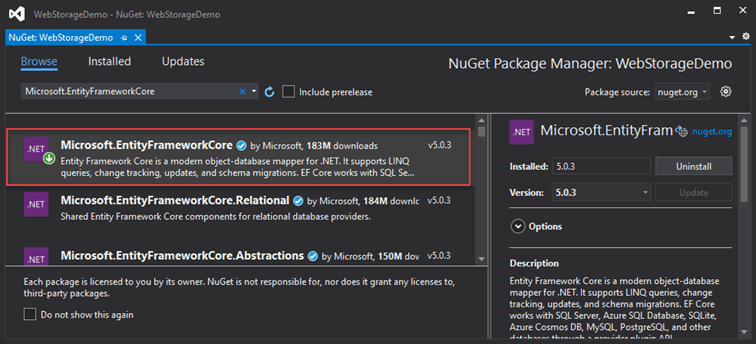 WebStorageDemo - NuGet: WebStorageDemo
NuGet: WebStorageDemo
Browse Installed Updates
NuGet Package Manager: WebStorageDemo
Microsoft.EntityFrameworkCore
Include prerelease
Package source: nuget.org
.NET
Microsoft.EntityFrameworkCore by Microsoft, 183M downloads v5.0.3
Entity Framework Core is a modern object-database mapper for .NET. It supports LINQ
queries, change tracking, updates, and schema migrations. EF Core works with SQL Se...
.NET
Microsoft.EntityFrameworkCore.Relational by Microsoft, 184M downlo v5.0.3
Shared Entity Framework Core components for relational database providers.
.NET
Microsoft.EntityFrameworkCore.Abstractions by Microsoft, 150M dow v5.0.3
Each package is licensed to you by its owner. NuGet is not responsible for, nor does it grant any licenses to,
third-party packages.
Do not show this again
.NET
Microsoft.EntityFram nuget.org
Installed: 5.0.3 Uninstall
Version: 5.0.3 Update
Options
Description
Entity Framework Core is a modern object-database
mapper for .NET. It supports LINQ queries, change
tracking, updates, and schema migrations. EF Core
works with SQL Server, Azure SQL Database, SQLite,
Azure Cosmos DB, MySQL, PostgreSQL, and other
databases through a provider plugin API.